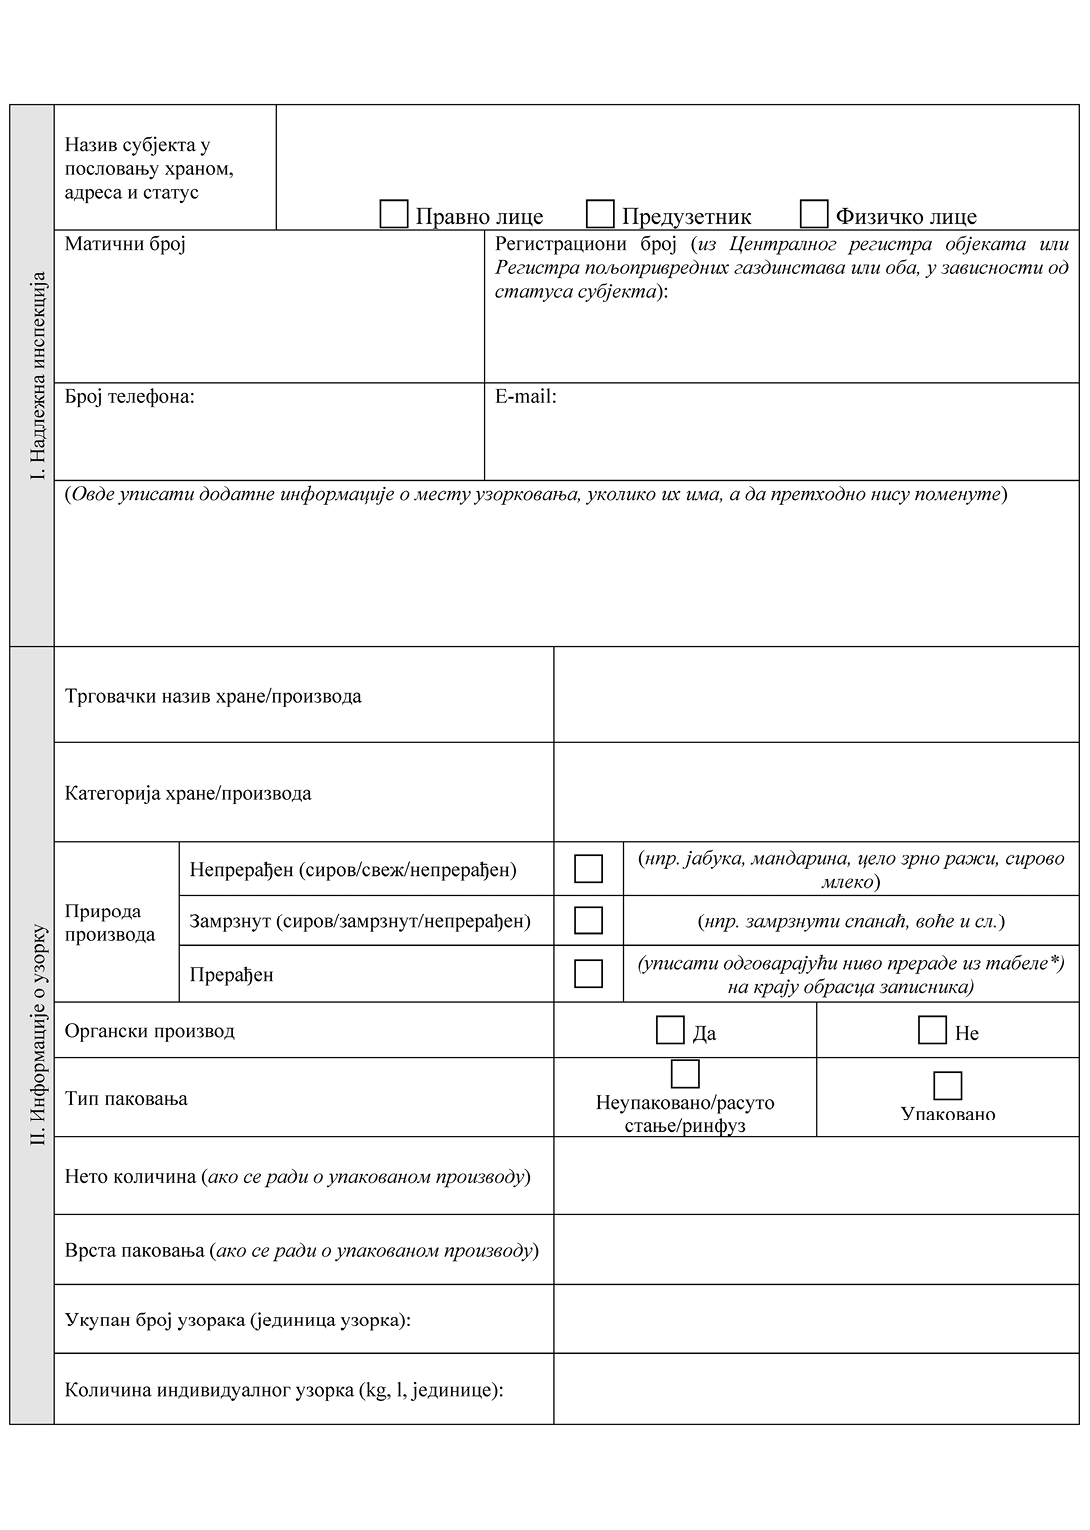 I. Надлежна инспекција
Назив субјекта у
пословању храном,
адреса и статус
Правно лице
Предузетник
Физичко лице
Матични број
Регистрациони број (из Централног регистра објеката или
Регистра пољопривредних газдинстава или оба, у зависности од
статуса субјекта):
Број телефона:
E-mail:
(Овде уписати додатне информације о месту узорковања, уколико их има, а да претходно нису поменуте)
II. Информације о узорку
Трговачки назив хране/производа
Категорија хране/производа
Природа
производа
Непрерађен (сиров/свеж/непрерађен)
(нпр. јабука, мандарина, цело зрно ражи, сирово
млеко)
Замрзнут (сиров/замрзнут/непрерађен)
(нпр. замрзнути спанаћ, воће и сл.)
Прерађен
(уписати одговарајући ниво прераде из табеле*)
на крају обрасца записника)
Органски производ
Да
Не
Тип паковања
Неупаковано/расуто
стање/ринфуз
Упаковано
Нето количина (ако се ради о упакованом производу)
Врста паковања (ако се ради о упакованом производу)
Укупан број узорака (јединица узорка):
Количина индивидуалног узорка (kg, l, јединице):